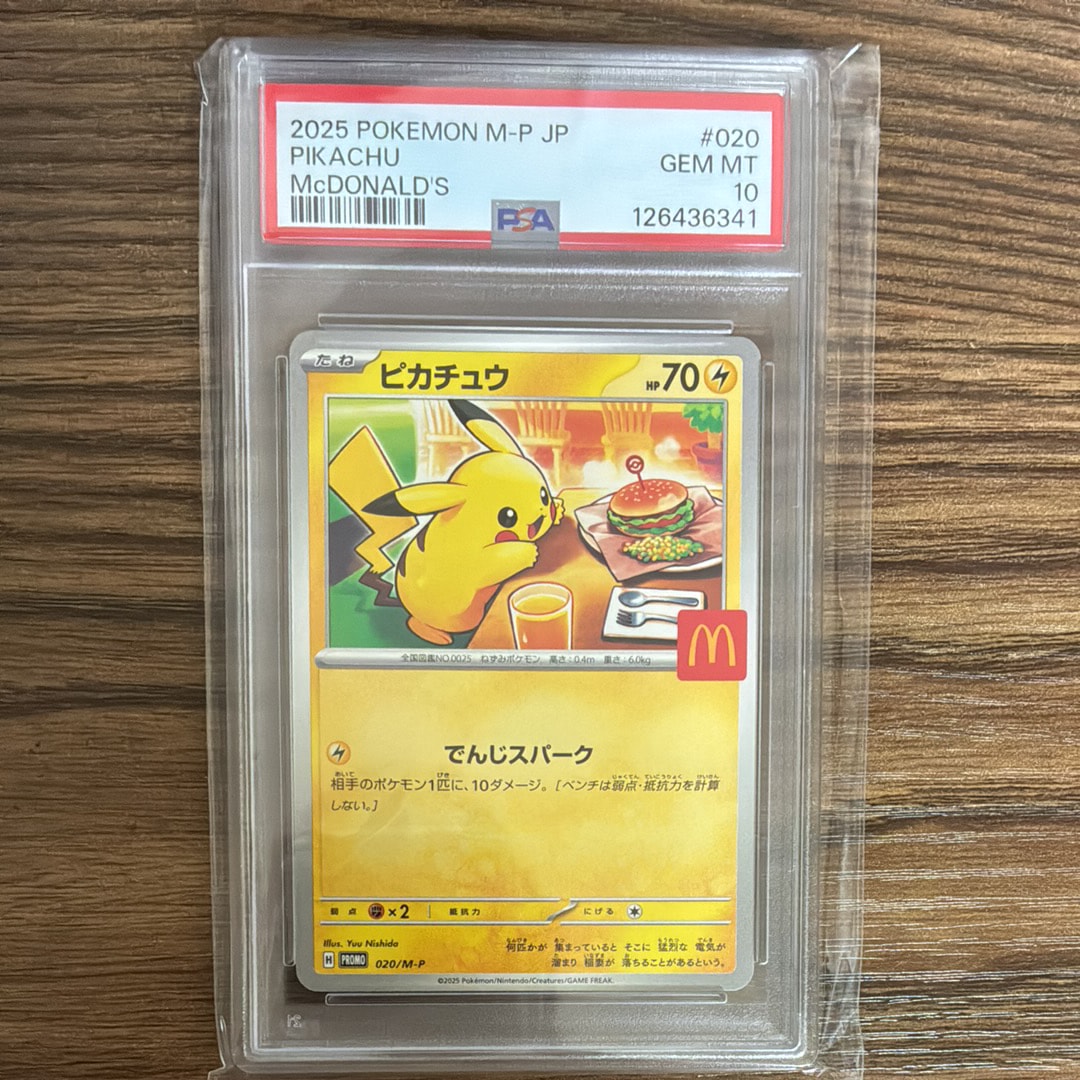 2025 POKEMON M-P JP
#020
PIKACHU
GEM MT
McDONALD'S
10
PSA
126436341
たね
ピカチュウ
HP70
全国図鑑NO.0025 ねずみポケモン 高さ:0.4m 重さ:6.0kg
でんじスパーク
相手のポケモン1匹に、10ダメージ。[ベンチは弱点・抵抗力を計算
しない。]
弱点 ×2 抵抗力 にげる
Illus. Yuu Nishida
何匹かが 集まっていると そこに 猛烈な 電気が
溜まり 稲妻が 落ちることがあるという。
H PROMO 020/M-P
©2025 Pokémon/Nintendo/Creatures/GAME FREAK.